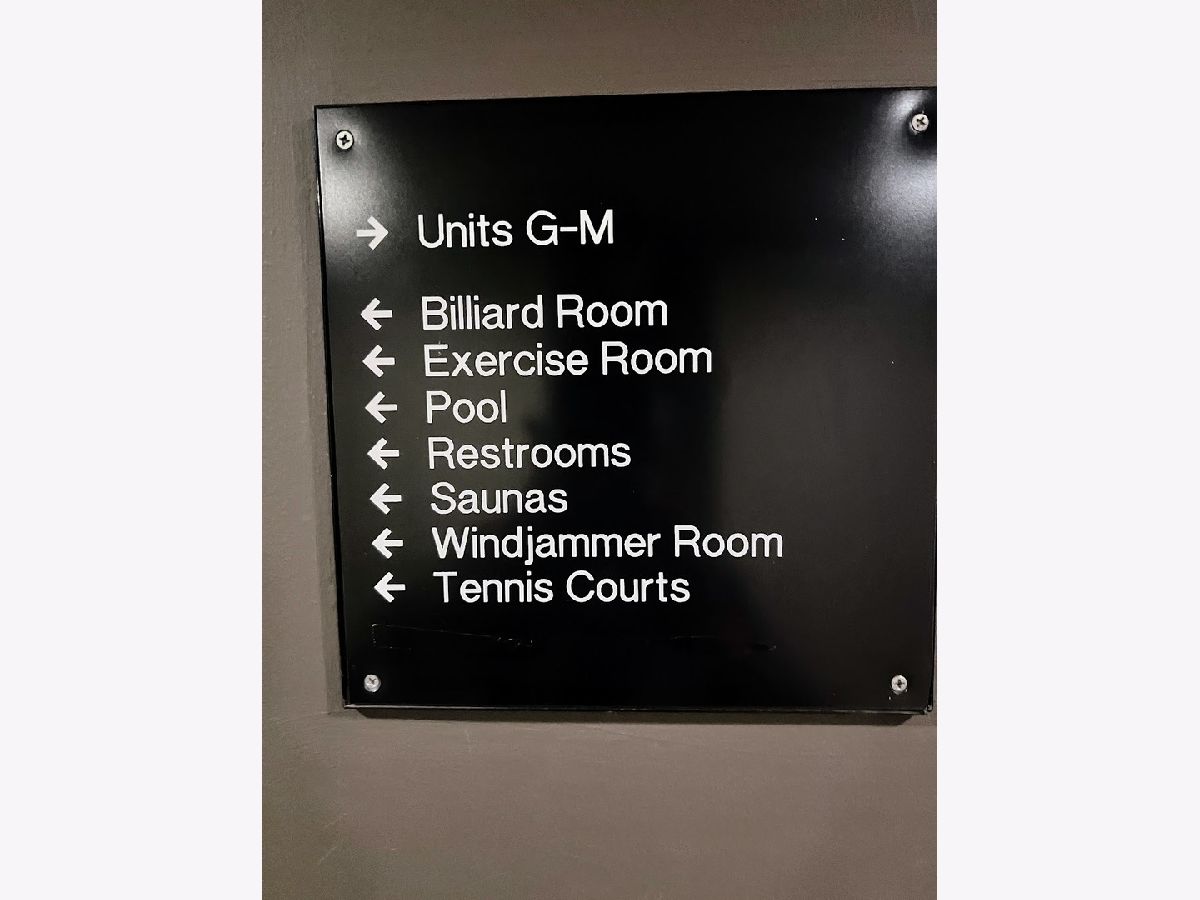 → Units G-M
← Billiard Room
← Exercise Room
← Pool
← Restrooms
← Saunas
← Windjammer Room
← Tennis Courts